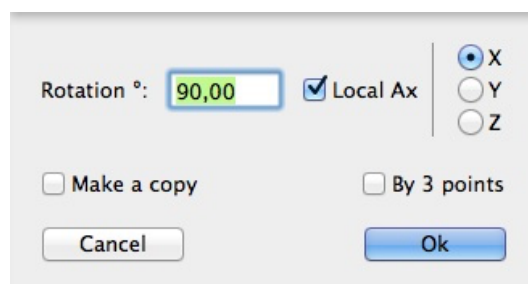 X
Rotation °: 90,00 Local Ax Y
Z
Make a copy By 3 points
Cancel Ok